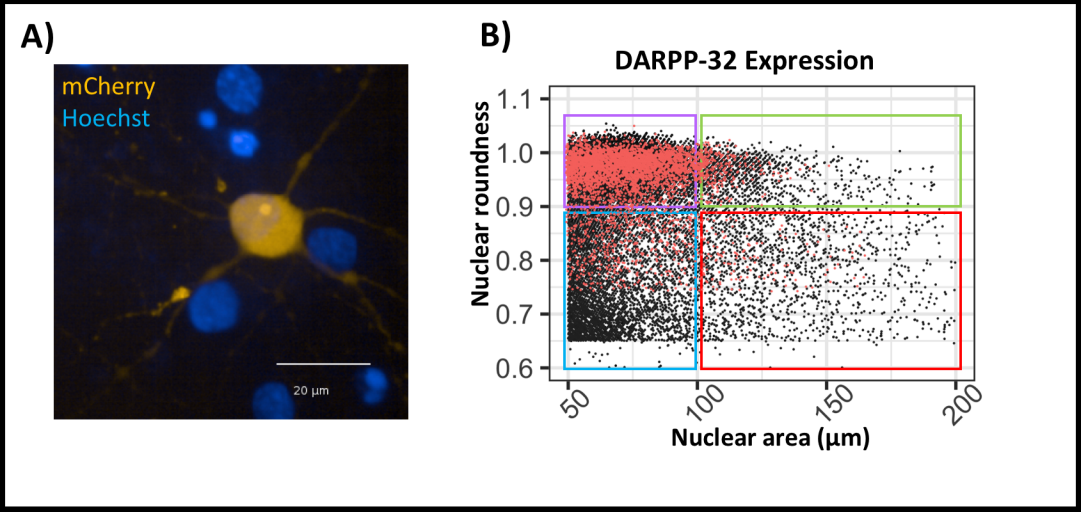 A)
mCherry
Hoechst
20 μm
B)
DARPP-32 Expression
Nuclear roundness
1.1
1.0
0.9
0.8
0.7
0.6
50
100
150
200
Nuclear area (μm)